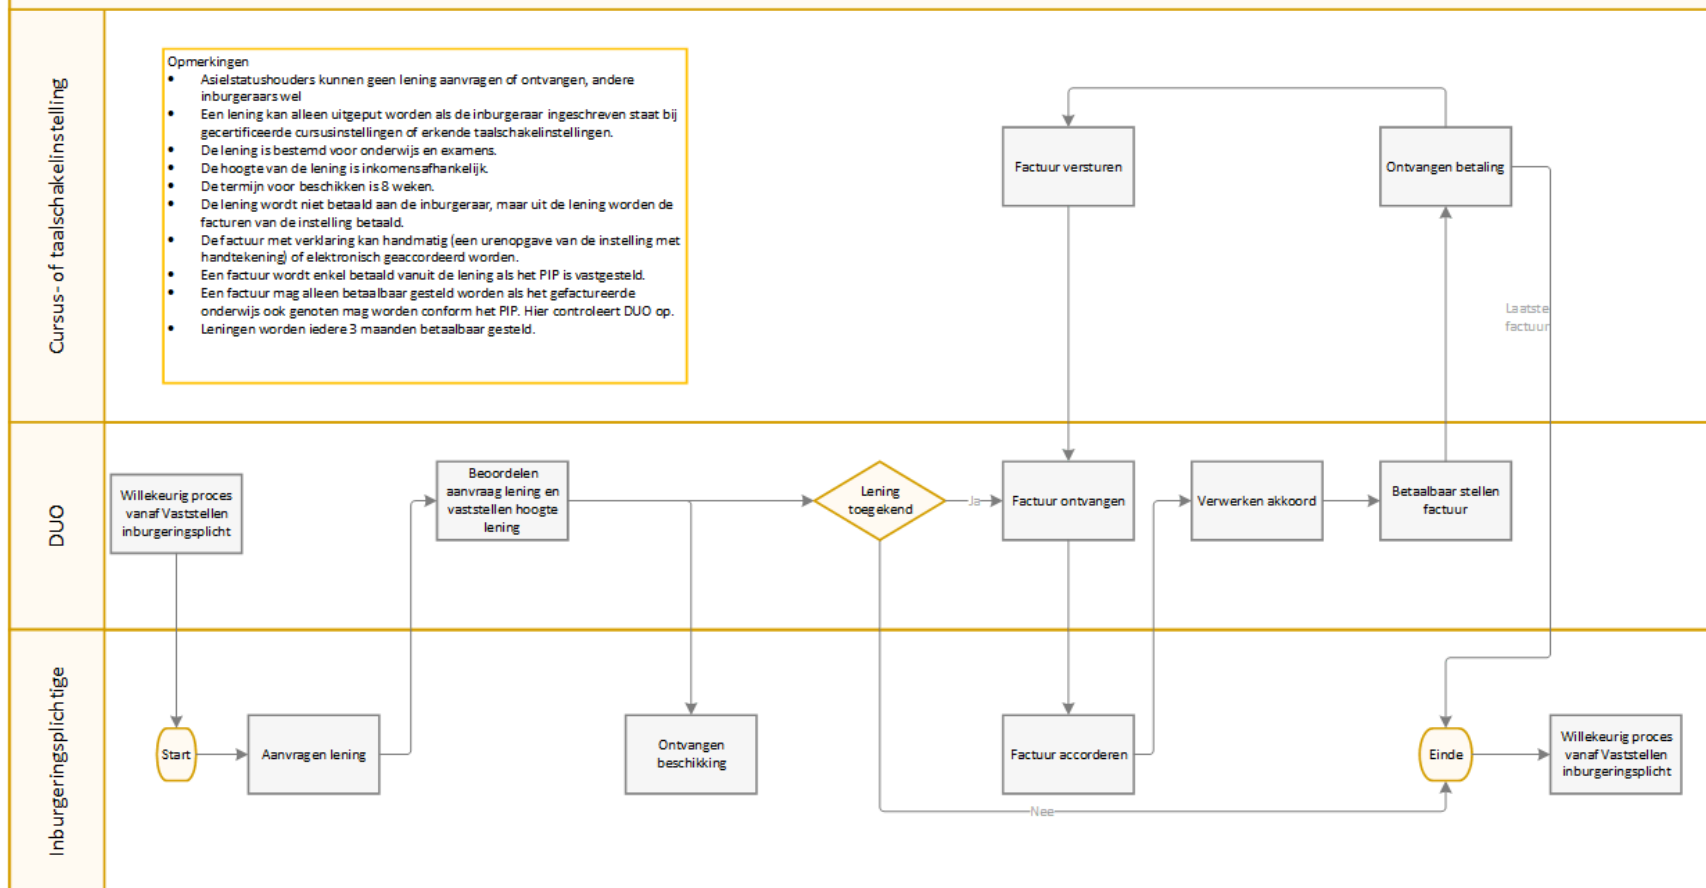 Cursus- of taalschakelinstelling
Opmerkingen
• Asielstatushouders kunnen geen lening aanvragen of ontvangen, andere
inburgeraars wel
• Een lening kan alleen uitgeput worden als de inburgeraar ingeschreven staat bij
gecertificeerde cursusinstellingen of erkende taalschakelinstellingen.
• De lening is bestemd voor onderwijs en examens.
• De hoogte van de lening is inkomensafhankelijk.
• De termijn voor beschikken is 8 weken.
• De lening wordt niet betaald aan de inburgeraar, maar uit de lening worden de
facturen van de instelling betaald.
• De factuur met verklaring kan handmatig (een urenopgave van de instelling met
handtekening) of elektronisch geaccordeerd worden.
• Een factuur wordt enkel betaald vanuit de lening als het PIP is vastgesteld.
• Een factuur mag alleen betaalbaar gesteld worden als het gefactureerde
onderwijs ook genoten mag worden conform het PIP. Hier controleert DUO op.
• Leningen worden iedere 3 maanden betaalbaar gesteld.
Factuur versturen
Ontvangen betaling
Laatste
factuur
DUO
Willekeurig proces
vanaf Vaststellen
inburgeringsplicht
Beoordelen
aanvraag lening en
vaststellen hoogte
lening
Lening
toegekend
Ja
Factuur ontvangen
Verwerken akkoord
Betaalbaar stellen
factuur
Inburgeringsplichtige
Start
Aanvragen lening
Ontvangen
beschikking
Factuur accorderen
Nee
Einde
Willekeurig proces
vanaf Vaststellen
inburgeringsplicht